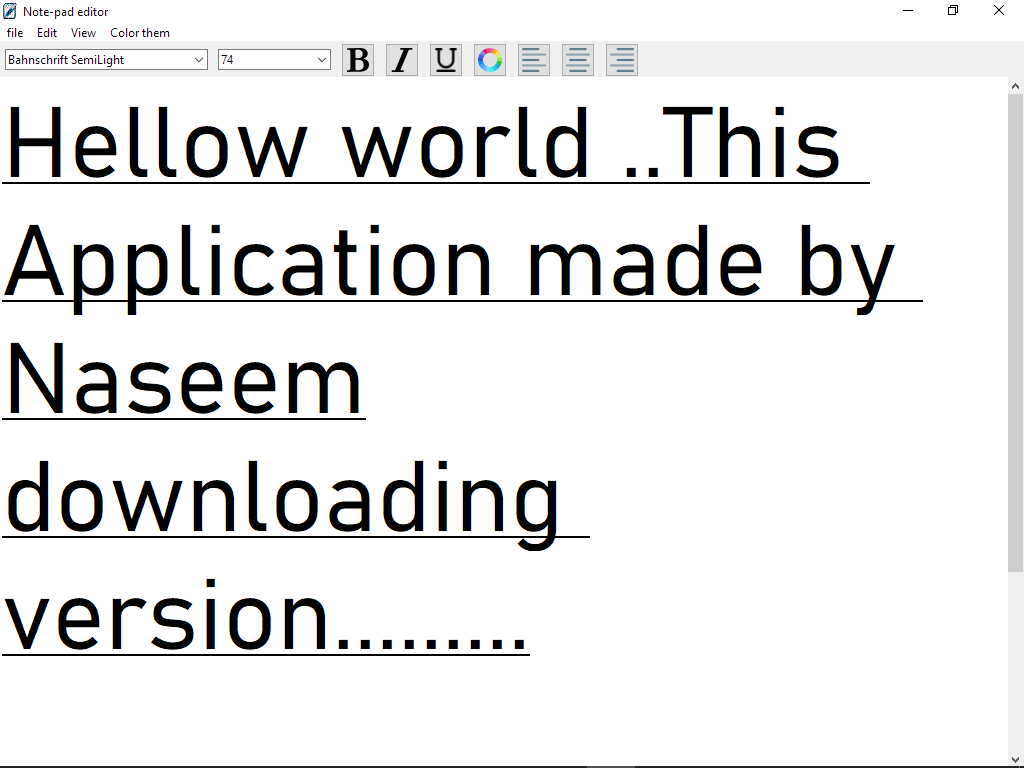 Note-pad editor
file Edit View Color them
Bahnschrift SemiLight 74 B I U
Hellow world ..This
Application made by
Naseem
downloading
version.........